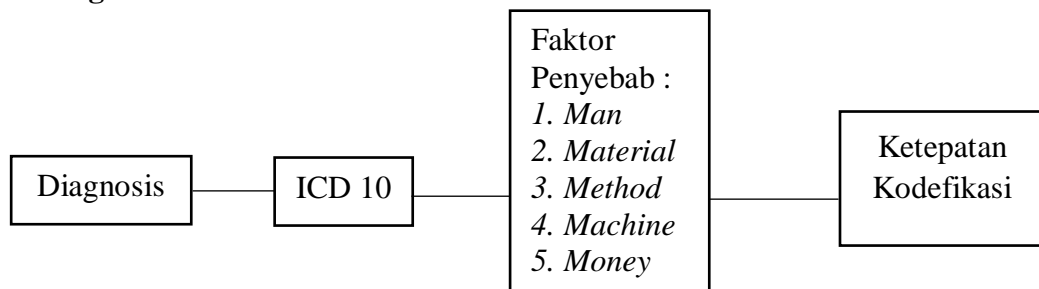 Diagnosis
ICD 10
Faktor
Penyebab :
1. Man
2. Material
3. Method
4. Machine
5. Money
Ketepatan
Kodefikasi